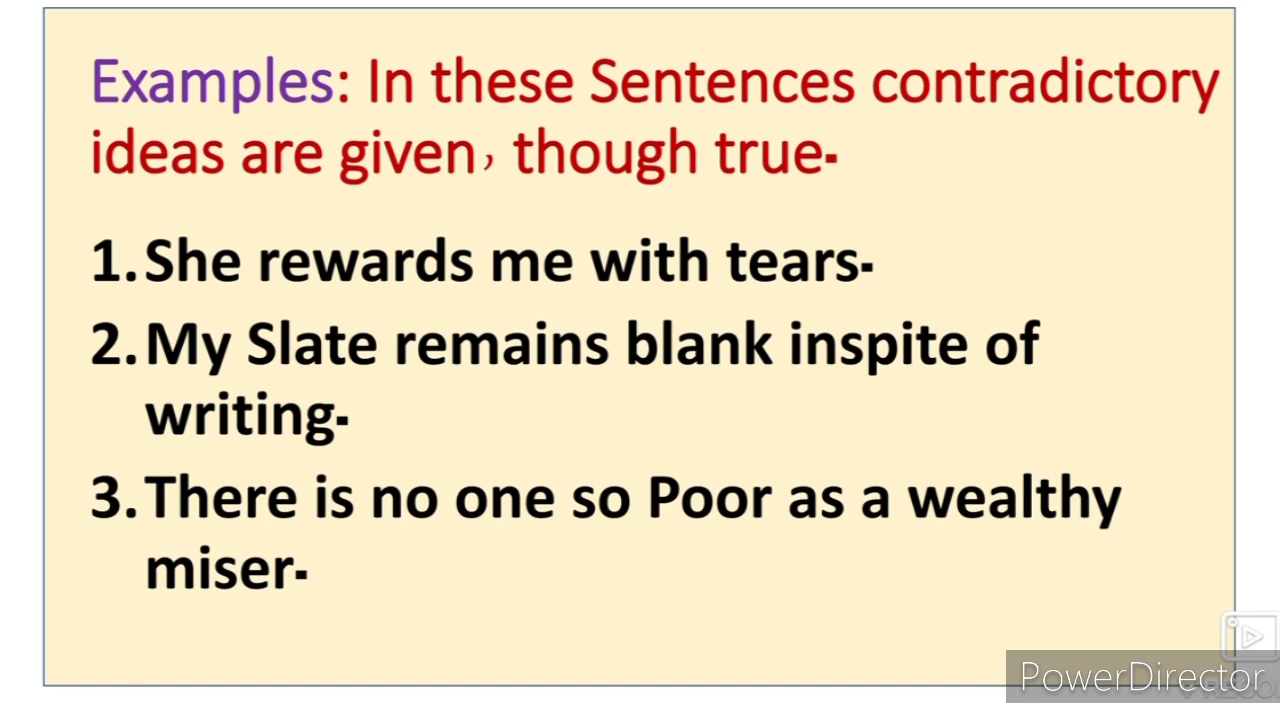 Examples: In these Sentences contradictory
ideas are given, though true-
1. She rewards me with tears-
2. My Slate remains blank inspite of
writing-
3. There is no one so Poor as a wealthy
miser-
PowerDirector